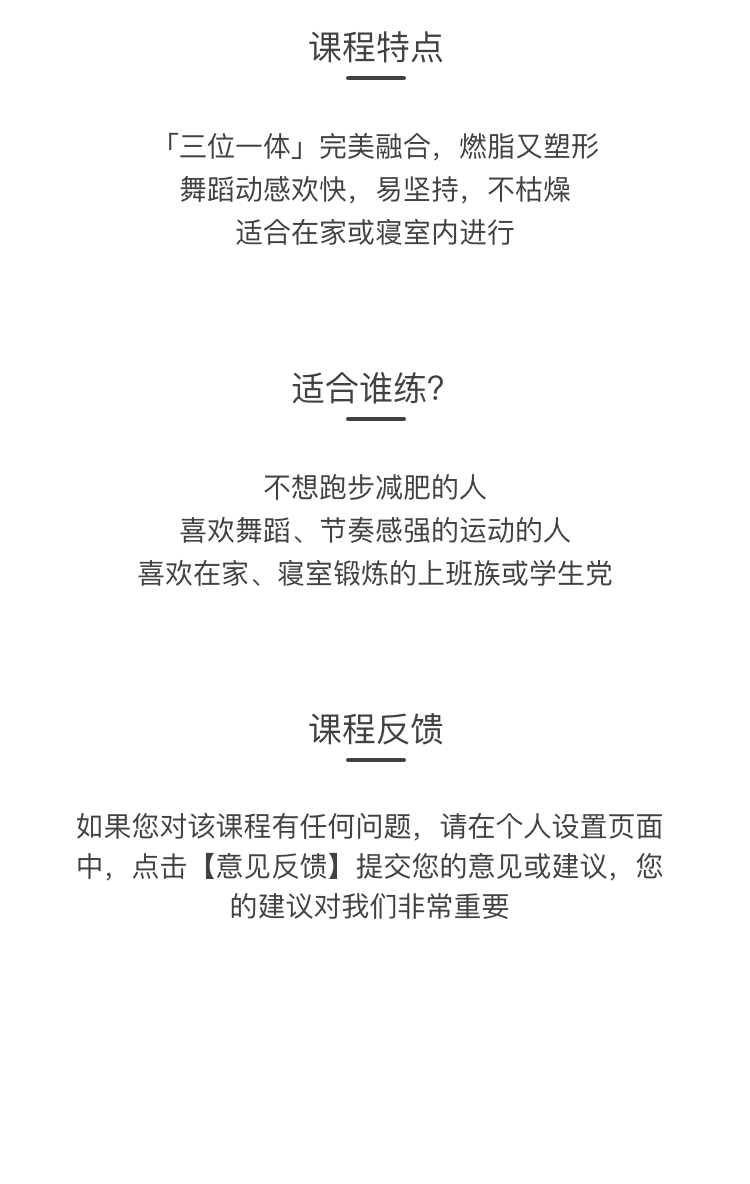 课程特点
「三位一体」完美融合，燃脂又塑形
舞蹈动感欢快，易坚持，不枯燥
适合在家或寝室内进行
适合谁练？
不想跑步减肥的人
喜欢舞蹈、节奏感强的运动的人
喜欢在家、寝室锻炼的上班族或学生党
课程反馈
如果您对该课程有任何问题，请在个人设置页面
中，点击【意见反馈】提交您的意见或建议，您
的建议对我们非常重要